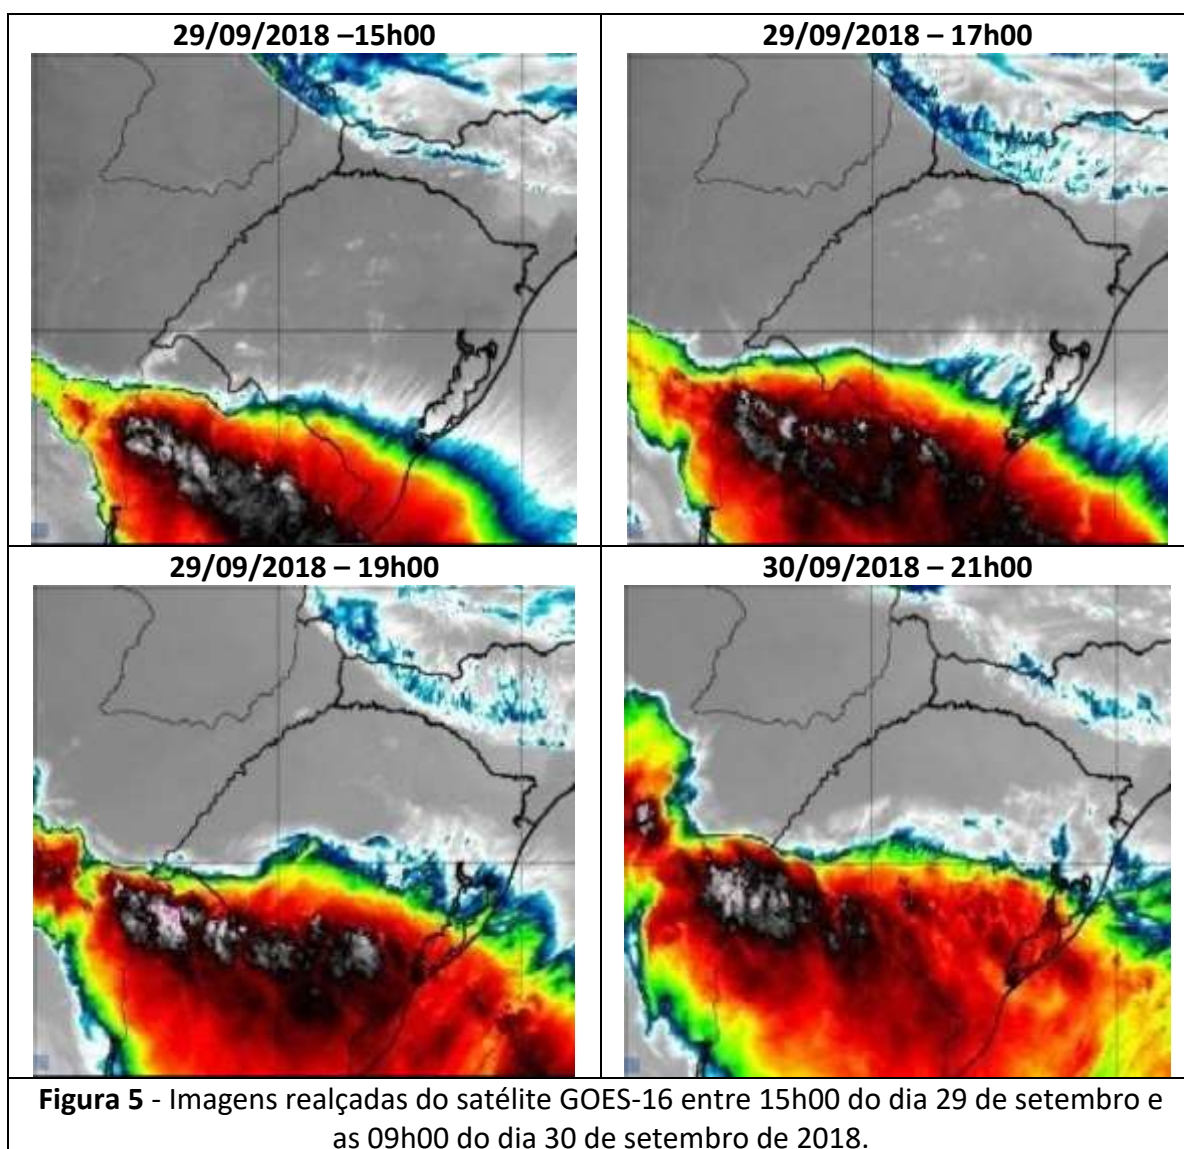 29/09/2018 –15h00
29/09/2018 – 17h00
29/09/2018 – 19h00
30/09/2018 – 21h00
Figura 5 - Imagens realçadas do satélite GOES-16 entre 15h00 do dia 29 de setembro e
as 09h00 do dia 30 de setembro de 2018.